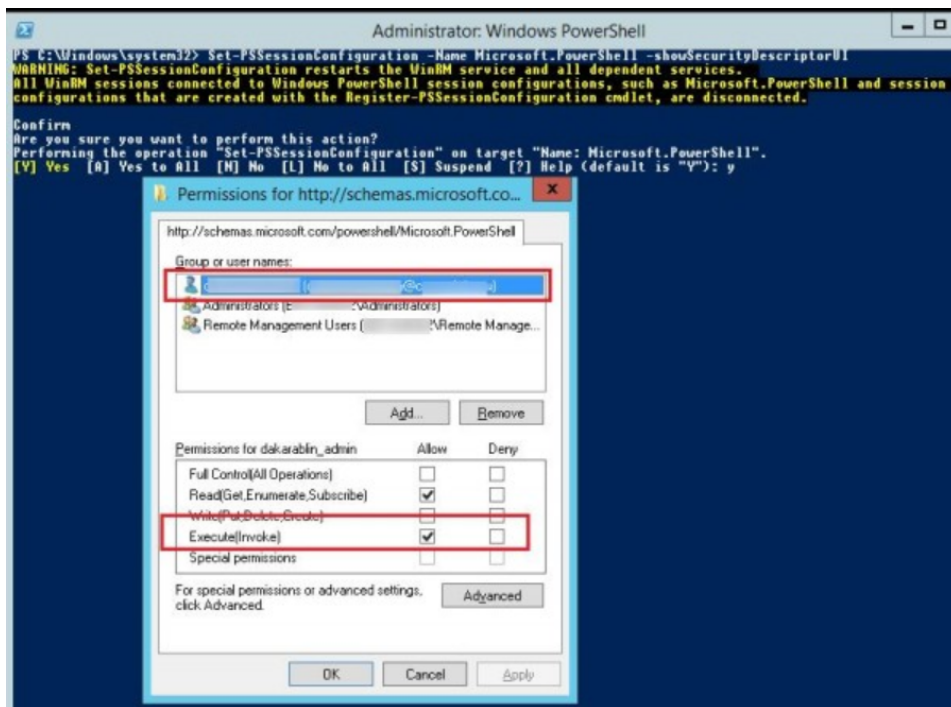 Administrator: Windows PowerShell
PS C:\Windows\system32> Set-PSSessionConfiguration -Name Microsoft.PowerShell -showSecurityDescriptorUI
WARNING: Set-PSSessionConfiguration restarts the WinRM service and all dependent services.
All WinRM sessions connected to Windows PowerShell session configurations, such as Microsoft.PowerShell and session
configurations that are created with the Register-PSSessionConfiguration cmdlet, are disconnected.
Confirm
Are you sure you want to perform this action?
Performing the operation "Set-PSSessionConfiguration" on target "Name: Microsoft.PowerShell".
[Y] Yes [A] Yes to All [N] No [L] No to All [S] Suspend [?] Help (default is "Y"): y
Permissions for http://schemas.microsoft.co...
http://schemas.microsoft.com/powershell/Microsoft.PowerShell
Group or user names:
Administrators (E \Administrators)
Remote Management Users ( \Remote Manage...
Add... Remove
Permissions for dakarablin_admin Allow Deny
Full Control(All Operations)
Read(Get,Enumerate,Subscribe)
Write(Put,Delete,Create)
Execute(Invoke)
Special permissions
For special permissions or advanced settings,
click Advanced.
Advanced
OK Cancel Apply